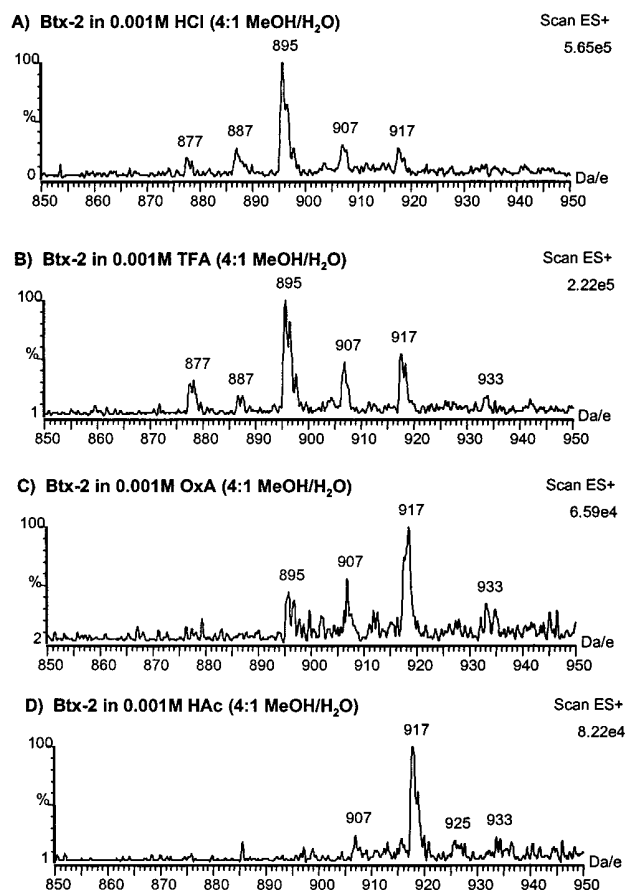 A) Btx-2 in 0.001M HCl (4:1 MeOH/H2O)
Scan ES+
5.65e5
895
100
%
877
887
907
917
0
Da/e
850 860 870 880 890 900 910 920 930 940 950
B) Btx-2 in 0.001M TFA (4:1 MeOH/H2O)
Scan ES+
2.22e5
895
100
%
877
887
907
917
933
1
Da/e
850 860 870 880 890 900 910 920 930 940 950
C) Btx-2 in 0.001M OxA (4:1 MeOH/H2O)
Scan ES+
6.59e4
917
100
%
895
907
933
2
Da/e
850 860 870 880 890 900 910 920 930 940 950
D) Btx-2 in 0.001M HAc (4:1 MeOH/H2O)
Scan ES+
8.22e4
917
100
%
907
925
933
1
Da/e
850 860 870 880 890 900 910 920 930 940 950